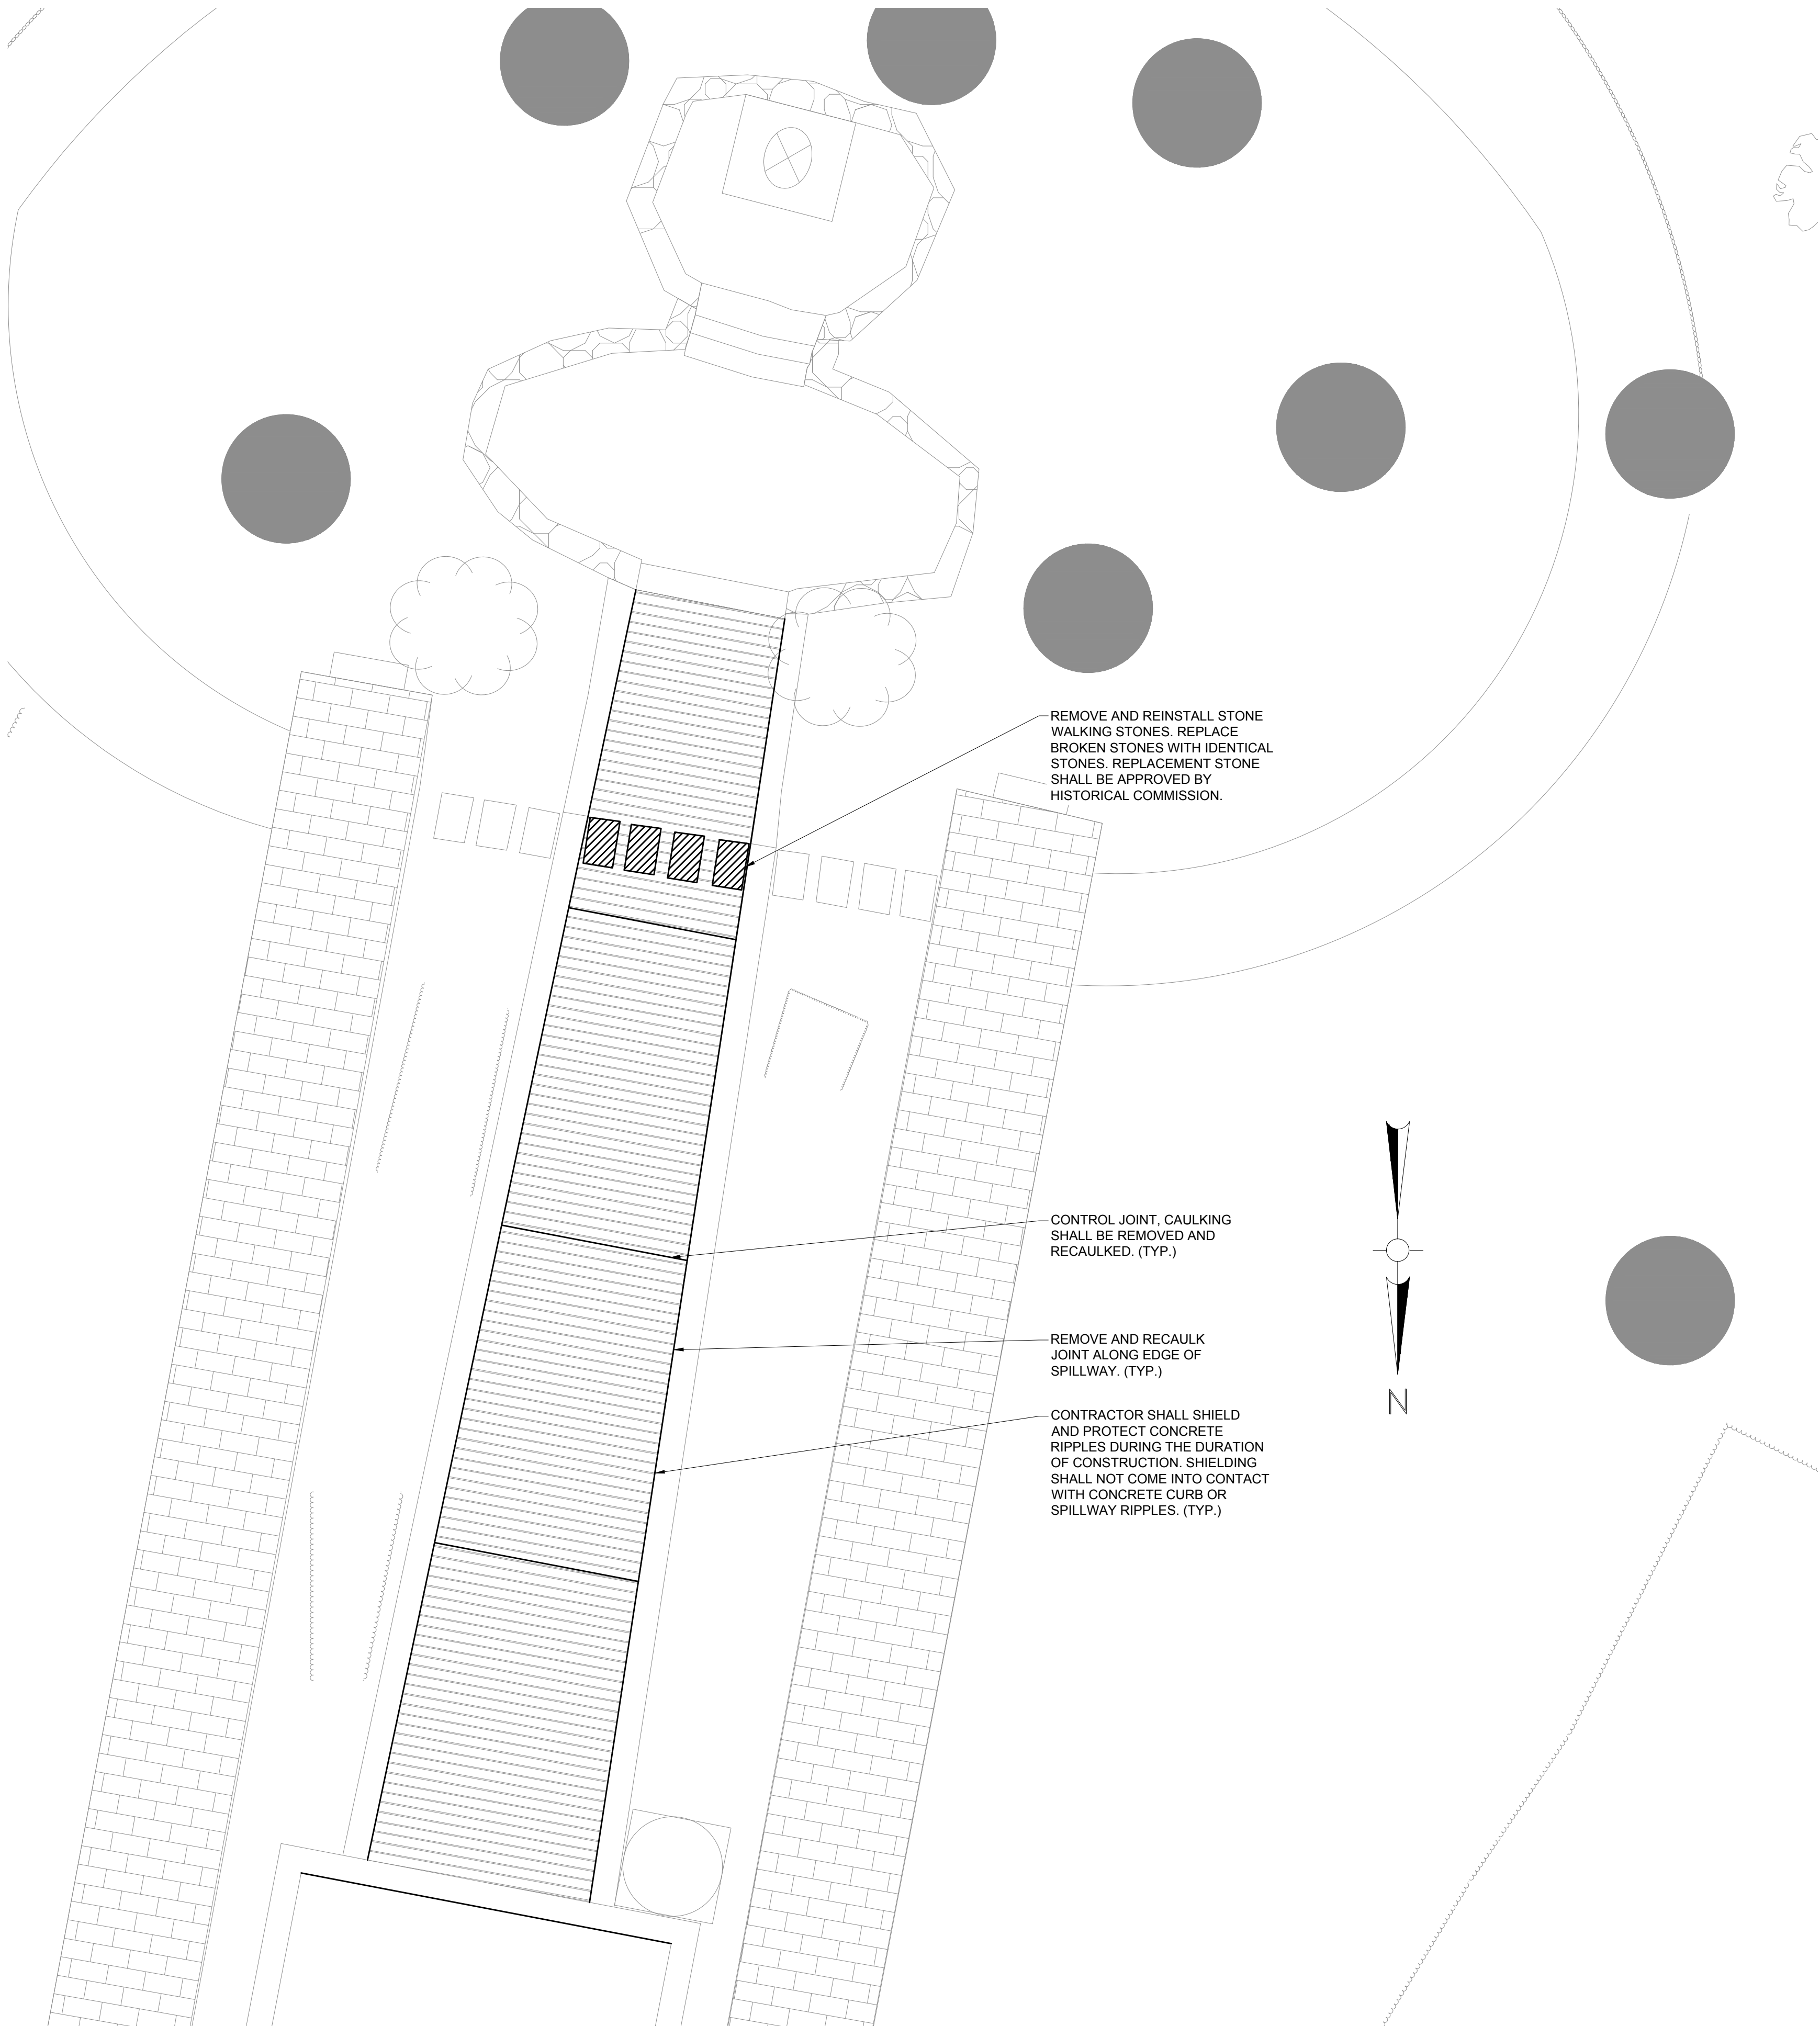 REMOVE AND REINSTALL STONE
WALKING STONES. REPLACE
BROKEN STONES WITH IDENTICAL
STONES. REPLACEMENT STONE
SHALL BE APPROVED BY
HISTORICAL COMMISSION.
CONTROL JOINT, CAULKING
SHALL BE REMOVED AND
RECAULKED. (TYP.)
REMOVE AND RECAULK
JOINT ALONG EDGE OF
SPILLWAY. (TYP.)
N
CONTRACTOR SHALL SHIELD
AND PROTECT CONCRETE
RIPPLES DURING THE DURATION
OF CONSTRUCTION. SHIELDING
SHALL NOT COME INTO CONTACT
WITH CONCRETE CURB OR
SPILLWAY RIPPLES. (TYP.)